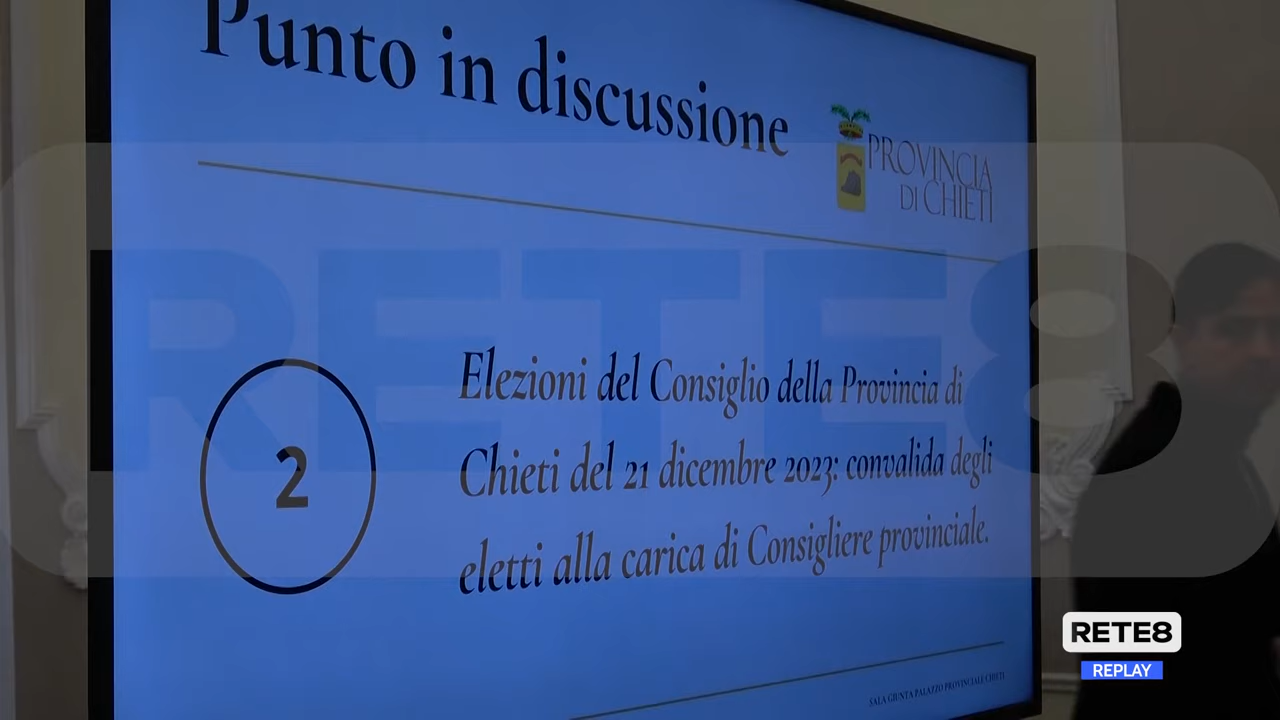 Punto in discussione
PROVINCIA
DI CHIETI
RETE8
2
Elezioni del Consiglio della Provincia di
Chieti del 21 dicembre 2023: convalida degli
eletti alla carica di Consigliere provinciale.
RETE8
REPLAY
SALA GIUNTA PALAZZO PROVINCIALE CHIETI